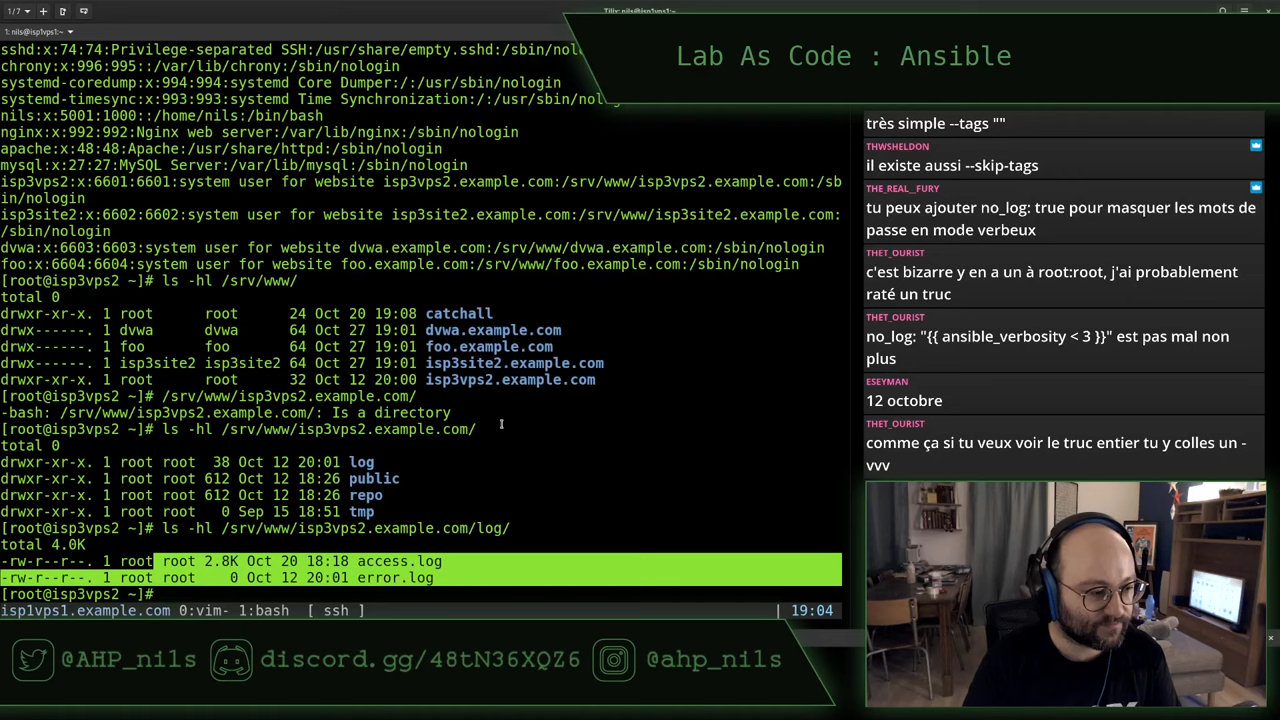 1/7
Tilix: nils@isp1vps1:~
1: nils@isp1vps1:~
Lab As Code : Ansible
sshd:x:74:74:Privilege-separated SSH:/usr/share/empty.sshd:/sbin/nolo
chrony:x:996:995::/var/lib/chrony:/sbin/nologin
systemd-coredump:x:994:994:systemd Core Dumper:/:/usr/sbin/nologin
systemd-timesync:x:993:993:systemd Time Synchronization:/:/usr/sbin/nolog
nils:x:5001:1000::/home/nils:/bin/bash
nginx:x:992:992:Nginx web server:/var/lib/nginx:/sbin/nologin
apache:x:48:48:Apache:/usr/share/httpd:/sbin/nologin
mysql:x:27:27:MySQL Server:/var/lib/mysql:/sbin/nologin
isp3vps2:x:6601:6601:system user for website isp3vps2.example.com:/srv/www/isp3vps2.example.com:/sb
in/nologin
isp3site2:x:6602:6602:system user for website isp3site2.example.com:/srv/www/isp3site2.example.com:
/sbin/nologin
dvwa:x:6603:6603:system user for website dvwa.example.com:/srv/www/dvwa.example.com:/sbin/nologin
foo:x:6604:6604:system user for website foo.example.com:/srv/www/foo.example.com:/sbin/nologin
[root@isp3vps2 ~]# ls -hl /srv/www/
total 0
drwxr-xr-x. 1 root root 24 Oct 20 19:08 catchall
drwx------. 1 dvwa dvwa 64 Oct 27 19:01 dvwa.example.com
drwx------. 1 foo foo 64 Oct 27 19:01 foo.example.com
drwx------. 1 isp3site2 isp3site2 64 Oct 27 19:01 isp3site2.example.com
drwxr-xr-x. 1 root root 32 Oct 12 20:00 isp3vps2.example.com
[root@isp3vps2 ~]# /srv/www/isp3vps2.example.com/
-bash: /srv/www/isp3vps2.example.com/: Is a directory
[root@isp3vps2 ~]# ls -hl /srv/www/isp3vps2.example.com/
total 0
drwxr-xr-x. 1 root root 38 Oct 12 20:01 log
drwxr-xr-x. 1 root root 612 Oct 12 18:26 public
drwxr-xr-x. 1 root root 612 Oct 12 18:26 repo
drwxr-xr-x. 1 root root 0 Sep 15 18:51 tmp
[root@isp3vps2 ~]# ls -hl /srv/www/isp3vps2.example.com/log/
total 4.0K
-rw-r--r--. 1 root root 2.8K Oct 20 18:18 access.log
-rw-r--r--. 1 root root 0 Oct 12 20:01 error.log
[root@isp3vps2 ~]#
isp1vps1.example.com 0:vim- 1:bash [ ssh ] | 19:04
très simple --tags ""
THWSHELDON
il existe aussi --skip-tags
THE_REAL__FURY
tu peux ajouter no_log: true pour masquer les mots de
passe en mode verbeux
THET_OURIST
c'est bizarre y en a un à root:root, j'ai probablement
raté un truc
THET_OURIST
no_log: "{{ ansible_verbosity < 3 }}" est pas mal non
plus
ESEYMAN
12 octobre
THET_OURIST
comme ça si tu veux voir le truc entier tu y colles un -
vvv
@AHP_nils
discord.gg/48tN36XQZ6
@ahp_nils